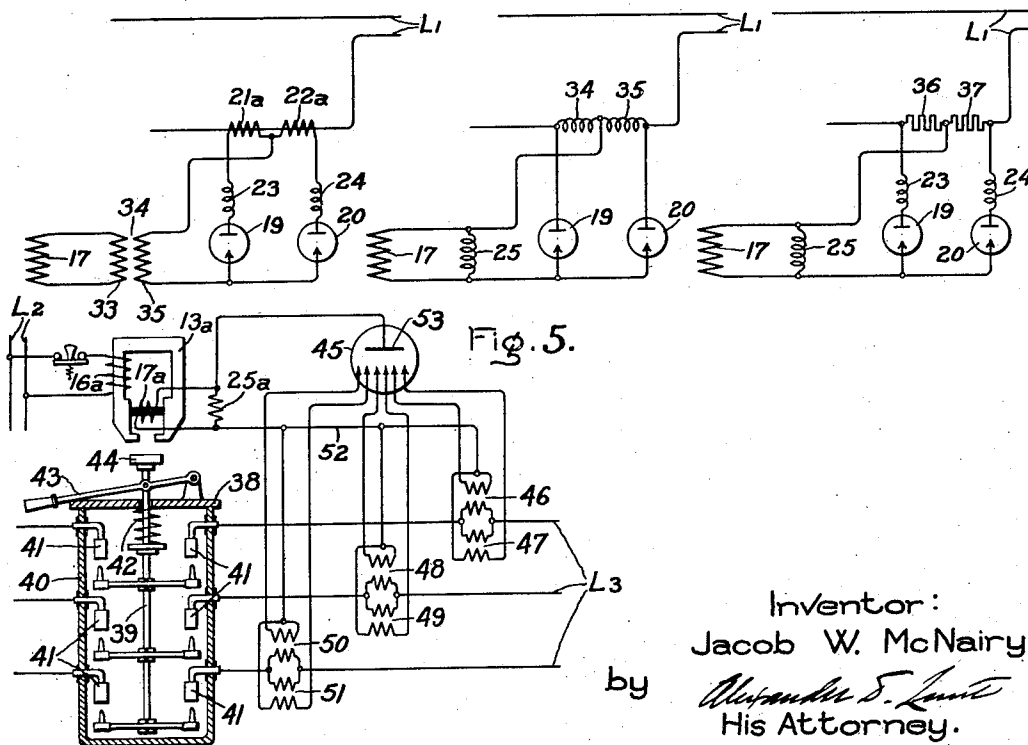 L1 L1 L1
21a 22a 34 35 36 37
23 24 23 24
34 19 20 19 20 19 20
17 17 25 17 25
33 35
L2 13a 45 53 Fig. 5.
17a
16a 25a
52
44
43 38 46
42 47
41 41 48
40 41 49 L3
39
41 50
41 51
Inventor:
Jacob W. McNairy
by
His Attorney.